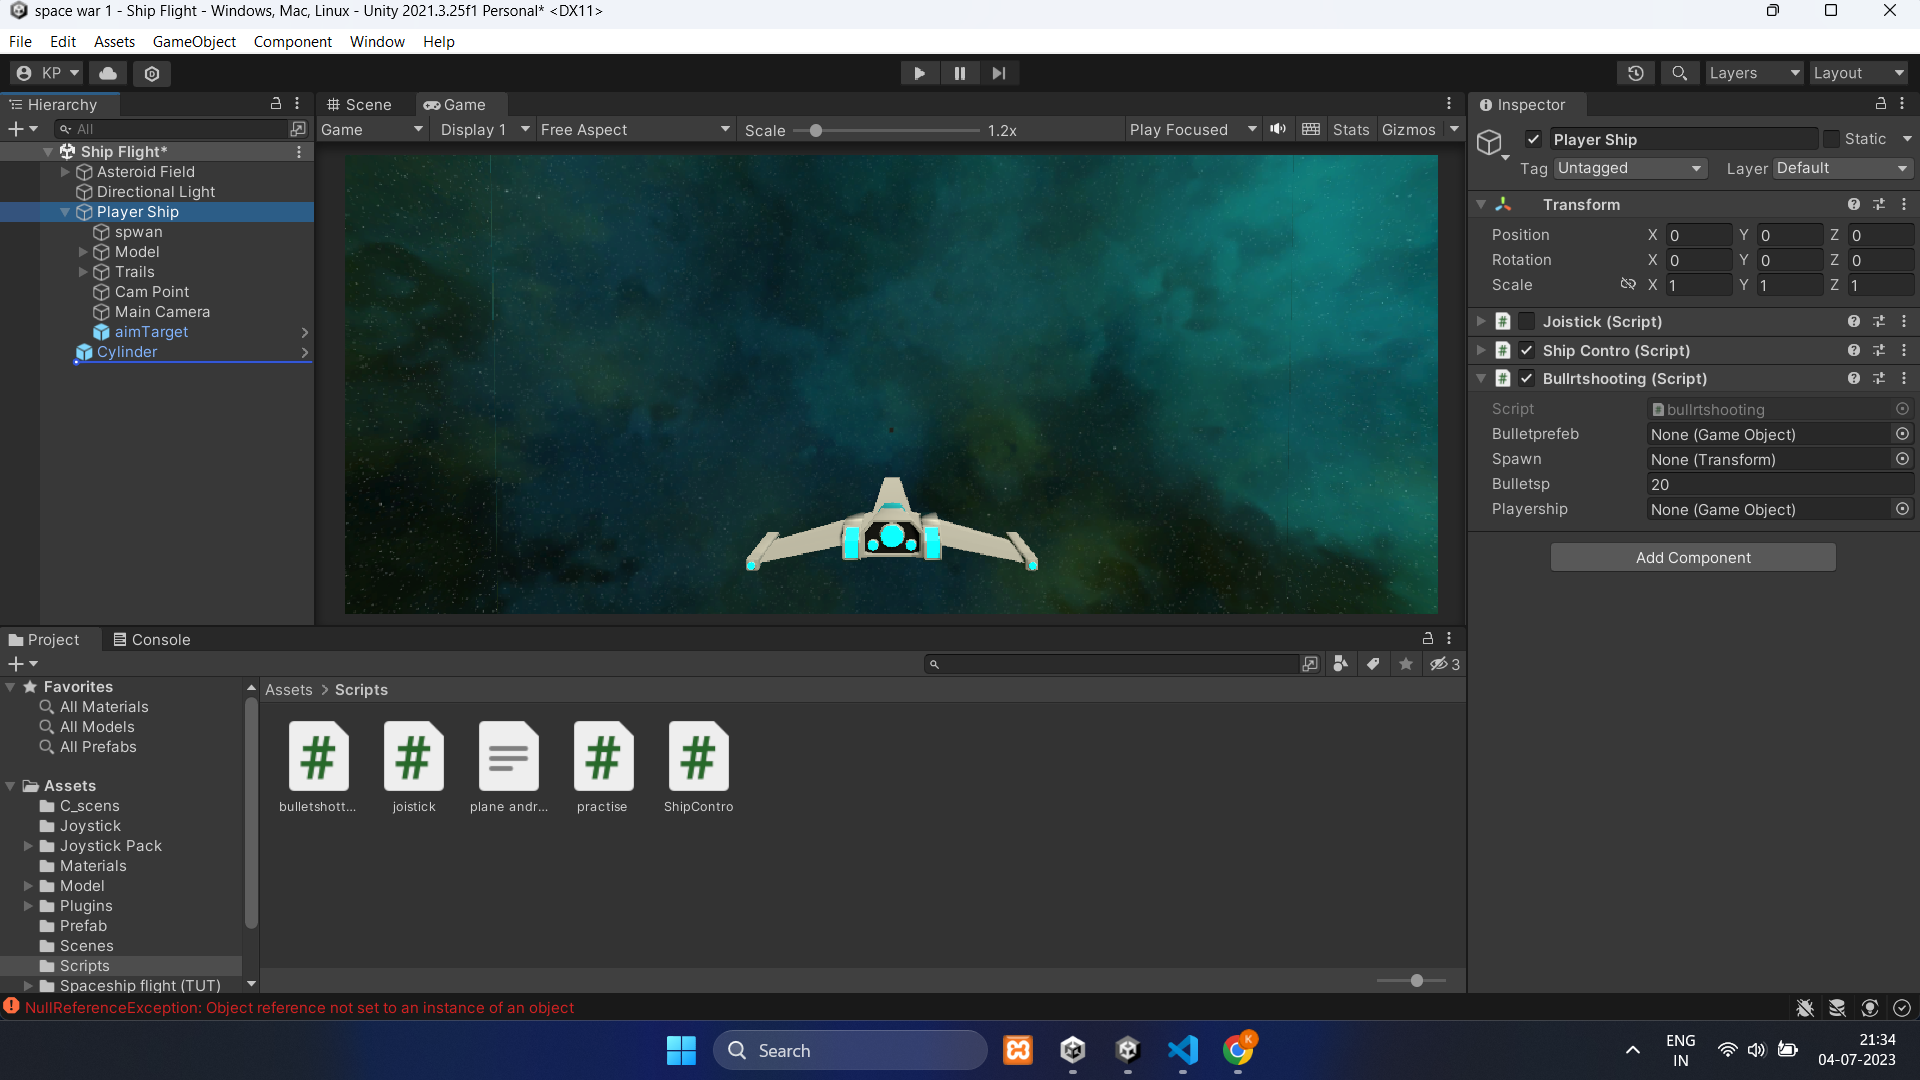 space war 1 - Ship Flight - Windows, Mac, Linux - Unity 2021.3.25f1 Personal* <DX11>
File Edit Assets GameObject Component Window Help
KP
Layers Layout
Hierarchy
All
Ship Flight*
Asteroid Field
Directional Light
Player Ship
spwan
Model
Trails
Cam Point
Main Camera
aimTarget
Cylinder
Scene Game
Game Display 1 Free Aspect Scale 1.2x Play Focused Stats Gizmos
Inspector
Player Ship Static
Tag Untagged Layer Default
Transform
Position X 0 Y 0 Z 0
Rotation X 0 Y 0 Z 0
Scale X 1 Y 1 Z 1
# Joistick (Script)
# Ship Contro (Script)
# Bullrtshooting (Script)
Script bullrtshooting
Bulletprefeb None (Game Object)
Spawn None (Transform)
Bulletsp 20
Playership None (Game Object)
Add Component
Project Console
3
Favorites
All Materials
All Models
All Prefabs
Assets
C_scens
Joystick
Joystick Pack
Materials
Model
Plugins
Prefab
Scenes
Scripts
Spaceship flight (TUT)
Assets > Scripts
# # # #
bulletshott... joistick plane andr... practise ShipContro
NullReferenceException: Object reference not set to an instance of an object
Search
K
ENG
IN
21:34
04-07-2023